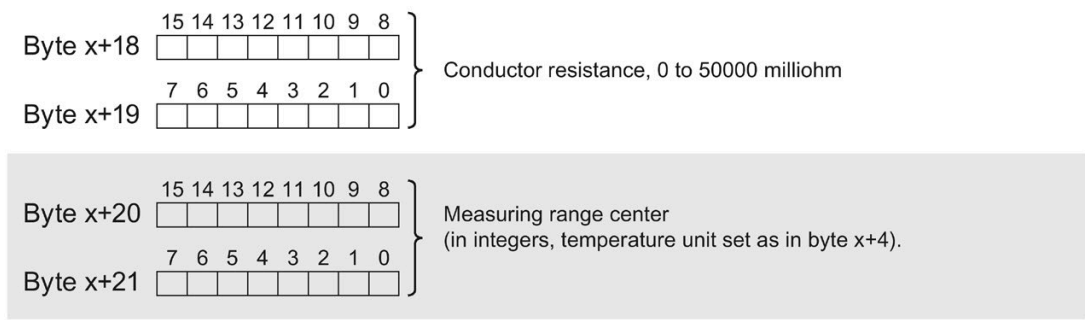 15 14 13 12 11 10 9 8
Byte x+18
Conductor resistance, 0 to 50000 milliohm
7 6 5 4 3 2 1 0
Byte x+19
15 14 13 12 11 10 9 8
Byte x+20
Measuring range center
(in integers, temperature unit set as in byte x+4).
7 6 5 4 3 2 1 0
Byte x+21